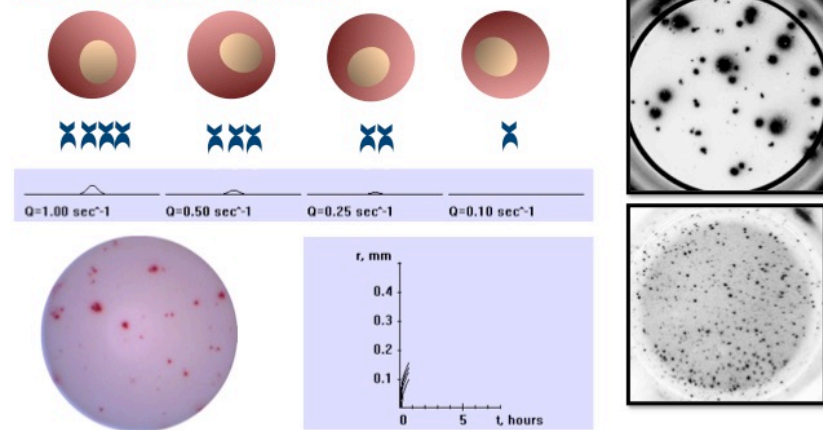 Q=1.00 sec^-1
Q=0.50 sec^-1
Q=0.25 sec^-1
Q=0.10 sec^-1
r, mm
0.4
0.3
0.2
0.1
0
5
t, hours